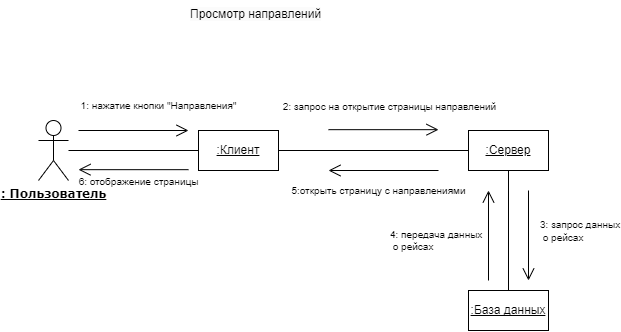 Просмотр направлений
1: нажатие кнопки "Направления"
2: запрос на открытие страницы направлений
:Клиент
:Сервер
6: отображение страницы
5:открыть страницу с направлениями
: Пользователь
3: запрос данных
о рейсах
4: передача данных
о рейсах
:База данных